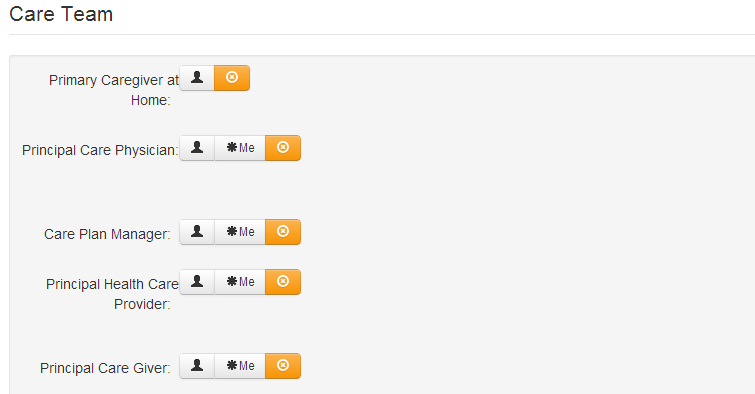 Care Team
Primary Caregiver at
Home:
Principal Care Physician:
Me
Care Plan Manager:
Me
Principal Health Care
Me
Provider:
Principal Care Giver:
Me